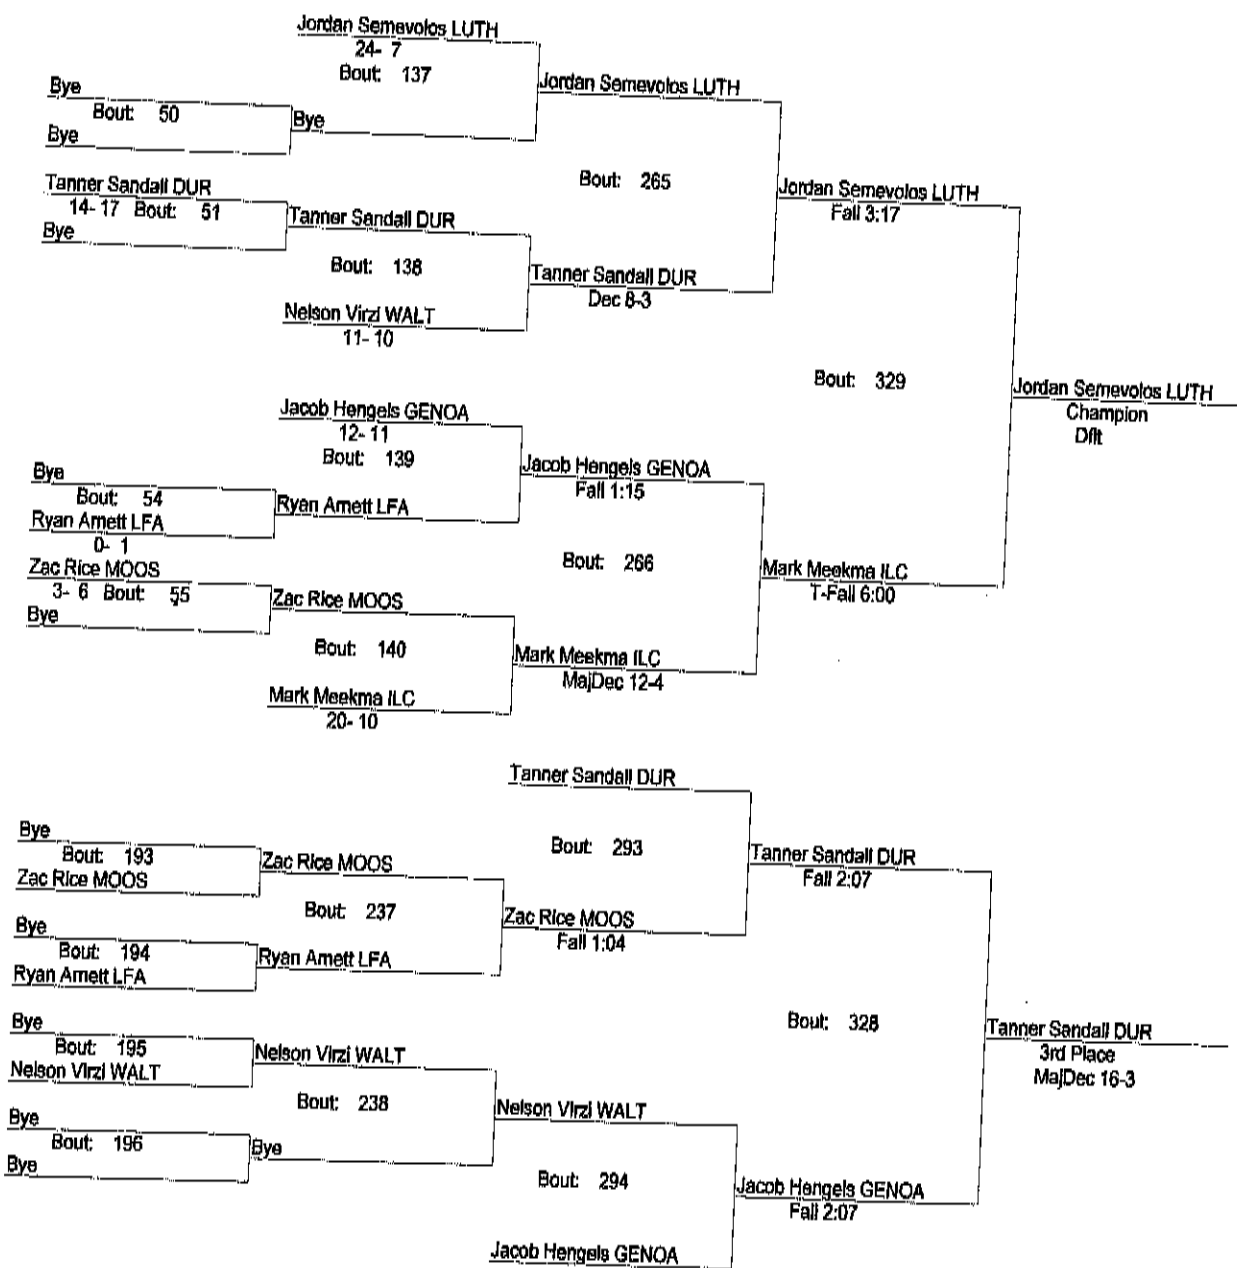 Jordan Semevolos LUTH
24- 7
Bout: 137
Jordan Semevolos LUTH
Bye
Bout: 50
Bye
Bye
Bout: 265
Jordan Semevolos LUTH
Fall 3:17
Tanner Sandall DUR
14- 17 Bout: 51
Tanner Sandall DUR
Bye
Bout: 138
Tanner Sandall DUR
Dec 8-3
Nelson Virzi WALT
11- 10
Bout: 329
Jordan Semevolos LUTH
Champion
Dflt
Jacob Hengels GENOA
12- 11
Bout: 139
Jacob Hengels GENOA
Fall 1:15
Bye
Bout: 54
Ryan Arnett LFA
Ryan Arnett LFA
0- 1
Bout: 266
Mark Meekma ILC
T-Fall 6:00
Zac Rice MOOS
3- 6 Bout: 55
Zac Rice MOOS
Bye
Bout: 140
Mark Meekma ILC
MajDec 12-4
Mark Meekma ILC
20- 10
Tanner Sandall DUR
Bout: 293
Tanner Sandall DUR
Fall 2:07
Bye
Bout: 193
Zac Rice MOOS
Zac Rice MOOS
Bout: 237
Zac Rice MOOS
Fall 1:04
Bye
Bout: 194
Ryan Arnett LFA
Ryan Arnett LFA
Bout: 328
Tanner Sandall DUR
3rd Place
MajDec 16-3
Bye
Bout: 195
Nelson Virzi WALT
Nelson Virzi WALT
Bout: 238
Nelson Virzi WALT
Bye
Bout: 196
Bye
Bye
Bout: 294
Jacob Hengels GENOA
Fall 2:07
Jacob Hengels GENOA